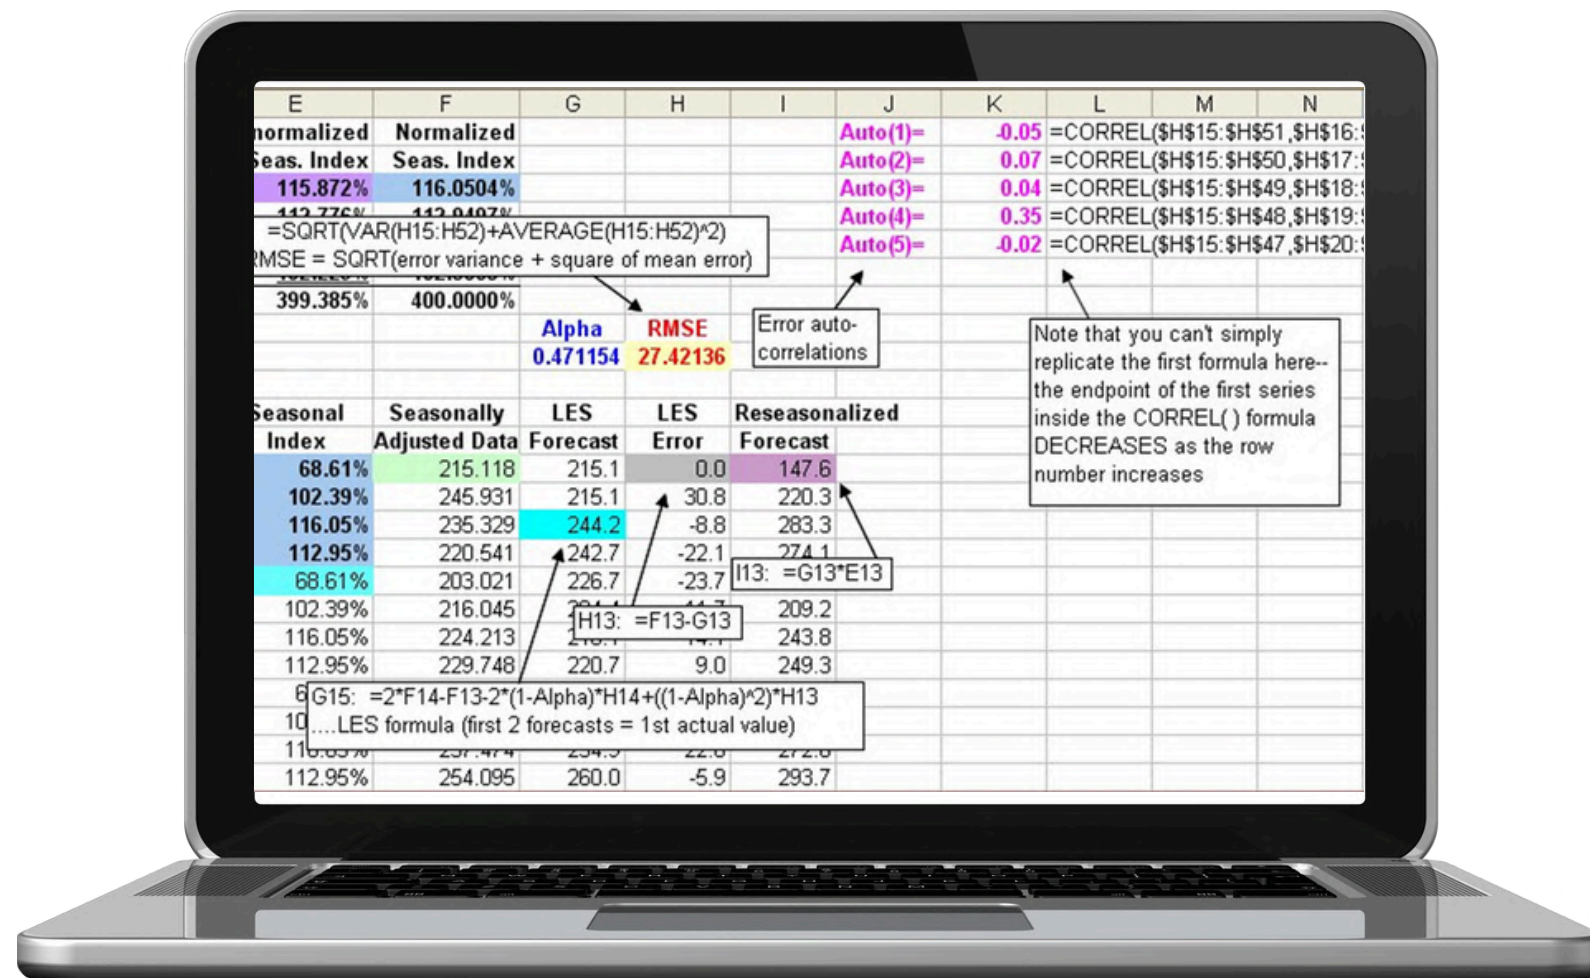 E F G H I J K L M N
normalized Normalized Auto(1)= -0.05 =CORREL($H$15:$H$51,$H$16:
Seas. Index Seas. Index Auto(2)= 0.07 =CORREL($H$15:$H$50,$H$17:
115.872% 116.0504% Auto(3)= 0.04 =CORREL($H$15:$H$49,$H$18:
112.776% 112.9497% Auto(4)= 0.35 =CORREL($H$15:$H$48,$H$19:
=SQRT(VAR(H15:H52)+AVERAGE(H15:H52)^2)
Auto(5)= -0.02 =CORREL($H$15:$H$47,$H$20:
RMSE = SQRT(error variance + square of mean error)
399.385% 400.0000%
Alpha RMSE
0.471154 27.42136
Error auto-
correlations
Note that you can't simply
replicate the first formula here--
the endpoint of the first series
inside the CORREL( ) formula
DECREASES as the row
number increases
Seasonal Seasonally LES LES Reseasonalized
Index Adjusted Data Forecast Error Forecast
68.61% 215.118 215.1 0.0 147.6
102.39% 245.931 215.1 30.8 220.3
116.05% 235.329 244.2 -8.8 283.3
112.95% 220.541 242.7 -22.1 274.1
68.61% 203.021 226.7 -23.7
I13: =G13*E13
102.39% 216.045 209.2
H13: =F13-G13
116.05% 224.213 243.8
112.95% 229.748 220.7 9.0 249.3
G15: =2*F14-F13-2*(1-Alpha)*H14+((1-Alpha)^2)*H13
....LES formula (first 2 forecasts = 1st actual value)
112.95% 254.095 260.0 -5.9 293.7